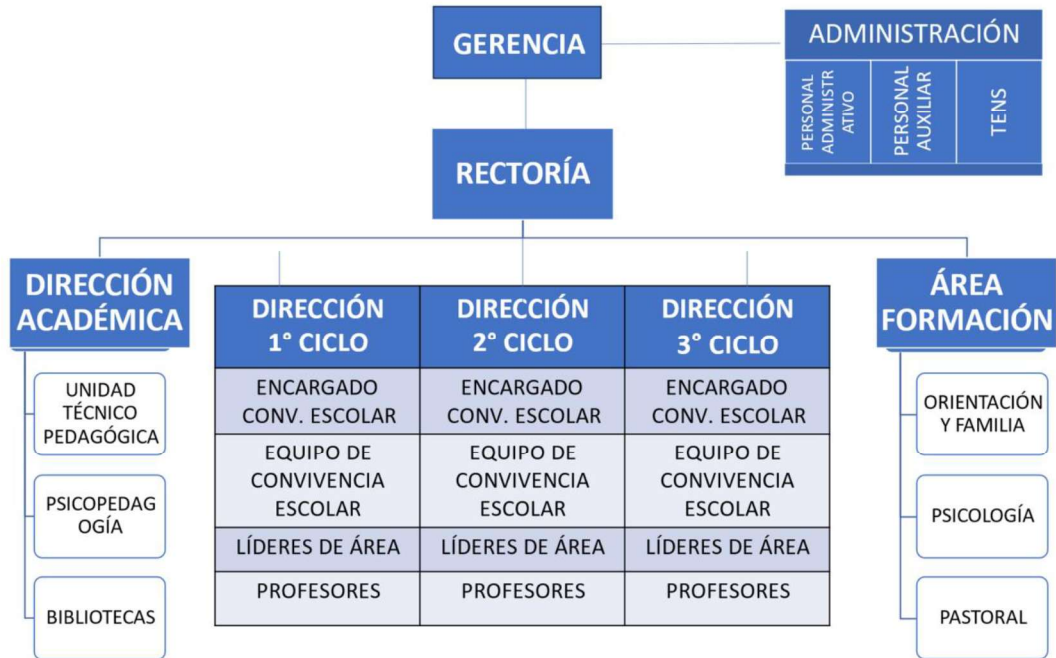 GERENCIA
ADMINISTRACIÓN
PERSONAL
ADMINISTR
ATIVO
PERSONAL
AUXILIAR
TENS
RECTORÍA
DIRECCIÓN
ACADÉMICA
UNIDAD
TÉCNICO
PEDAGÓGICA
PSICOPEDAG
OGÍA
BIBLIOTECAS
DIRECCIÓN
1° CICLO
DIRECCIÓN
2° CICLO
DIRECCIÓN
3° CICLO
ENCARGADO
CONV. ESCOLAR
ENCARGADO
CONV. ESCOLAR
ENCARGADO
CONV. ESCOLAR
EQUIPO DE
CONVIVENCIA
ESCOLAR
EQUIPO DE
CONVIVENCIA
ESCOLAR
EQUIPO DE
CONVIVENCIA
ESCOLAR
LÍDERES DE ÁREA
LÍDERES DE ÁREA
LÍDERES DE ÁREA
PROFESORES
PROFESORES
PROFESORES
ÁREA
FORMACIÓN
ORIENTACIÓN
Y FAMILIA
PSICOLOGÍA
PASTORAL